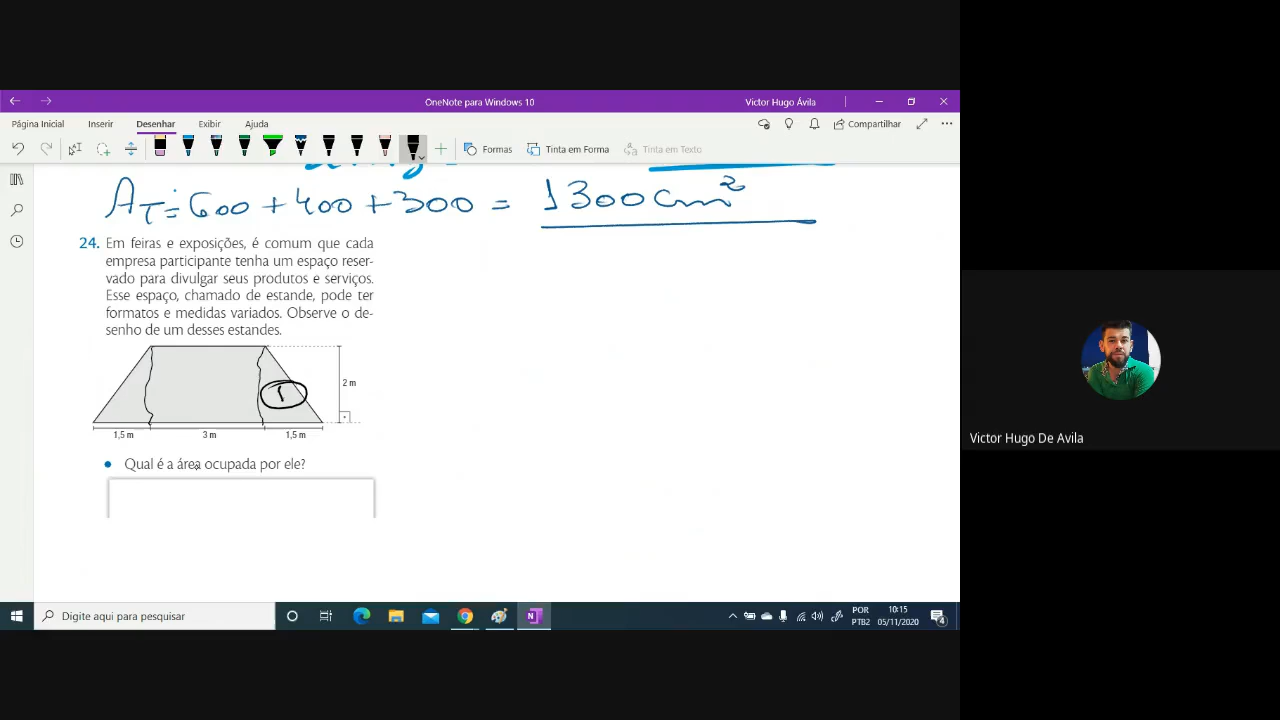 OneNote para Windows 10
Victor Hugo Ávila
Página Inicial Inserir Desenhar Exibir Ajuda
Compartilhar
Formas Tinta em Forma Tinta em Texto
AT = 600 + 400 + 300 = 1300 cm²
24. Em feiras e exposições, é comum que cada
empresa participante tenha um espaço reser-
vado para divulgar seus produtos e serviços.
Esse espaço, chamado de estande, pode ter
formatos e medidas variados. Observe o de-
senho de um desses estandes.
1
2 m
1,5 m 3 m 1,5 m
• Qual é a área ocupada por ele?
Victor Hugo De Avila
Digite aqui para pesquisar
POR
PTB2
10:15
05/11/2020
4